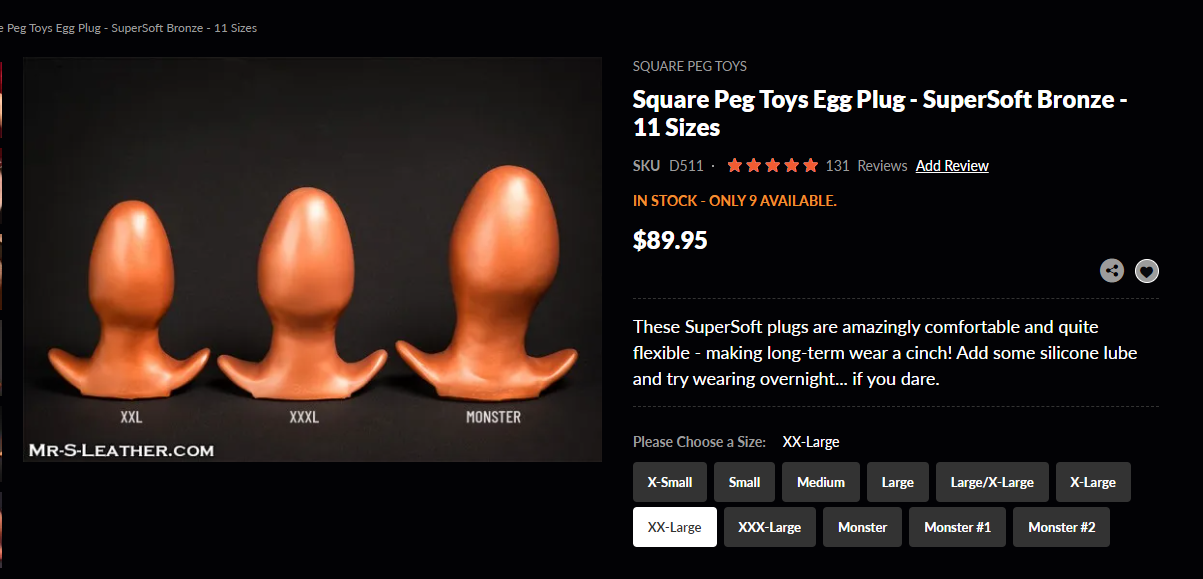 e Peg Toys Egg Plug - SuperSoft Bronze - 11 Sizes
XXL
XXXL
MONSTER
MR-S-LEATHER.COM
SQUARE PEG TOYS
Square Peg Toys Egg Plug - SuperSoft Bronze -
11 Sizes
SKU D511 · 131 Reviews Add Review
IN STOCK - ONLY 9 AVAILABLE.
$89.95
These SuperSoft plugs are amazingly comfortable and quite
flexible - making long-term wear a cinch! Add some silicone lube
and try wearing overnight... if you dare.
Please Choose a Size: XX-Large
X-Small Small Medium Large Large/X-Large X-Large
XX-Large XXX-Large Monster Monster #1 Monster #2